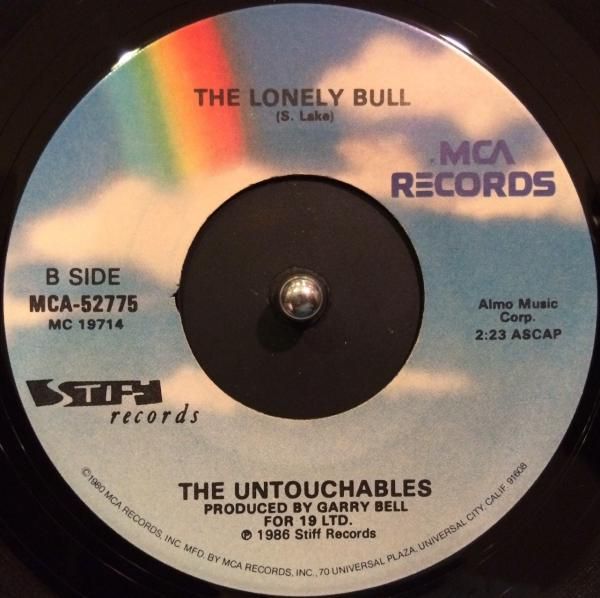 THE LONELY BULL
(S. Lake)
MCA
RECORDS
B SIDE
MCA-52775
MC 19714
Almo Music
Corp.
2:23 ASCAP
STIFF
records
THE UNTOUCHABLES
PRODUCED BY GARRY BELL
FOR 19 LTD.
℗ 1986 Stiff Records
©1980 MCA RECORDS, INC. MFD. BY MCA RECORDS, INC., 70 UNIVERSAL PLAZA, UNIVERSAL CITY, CALIF. 91608